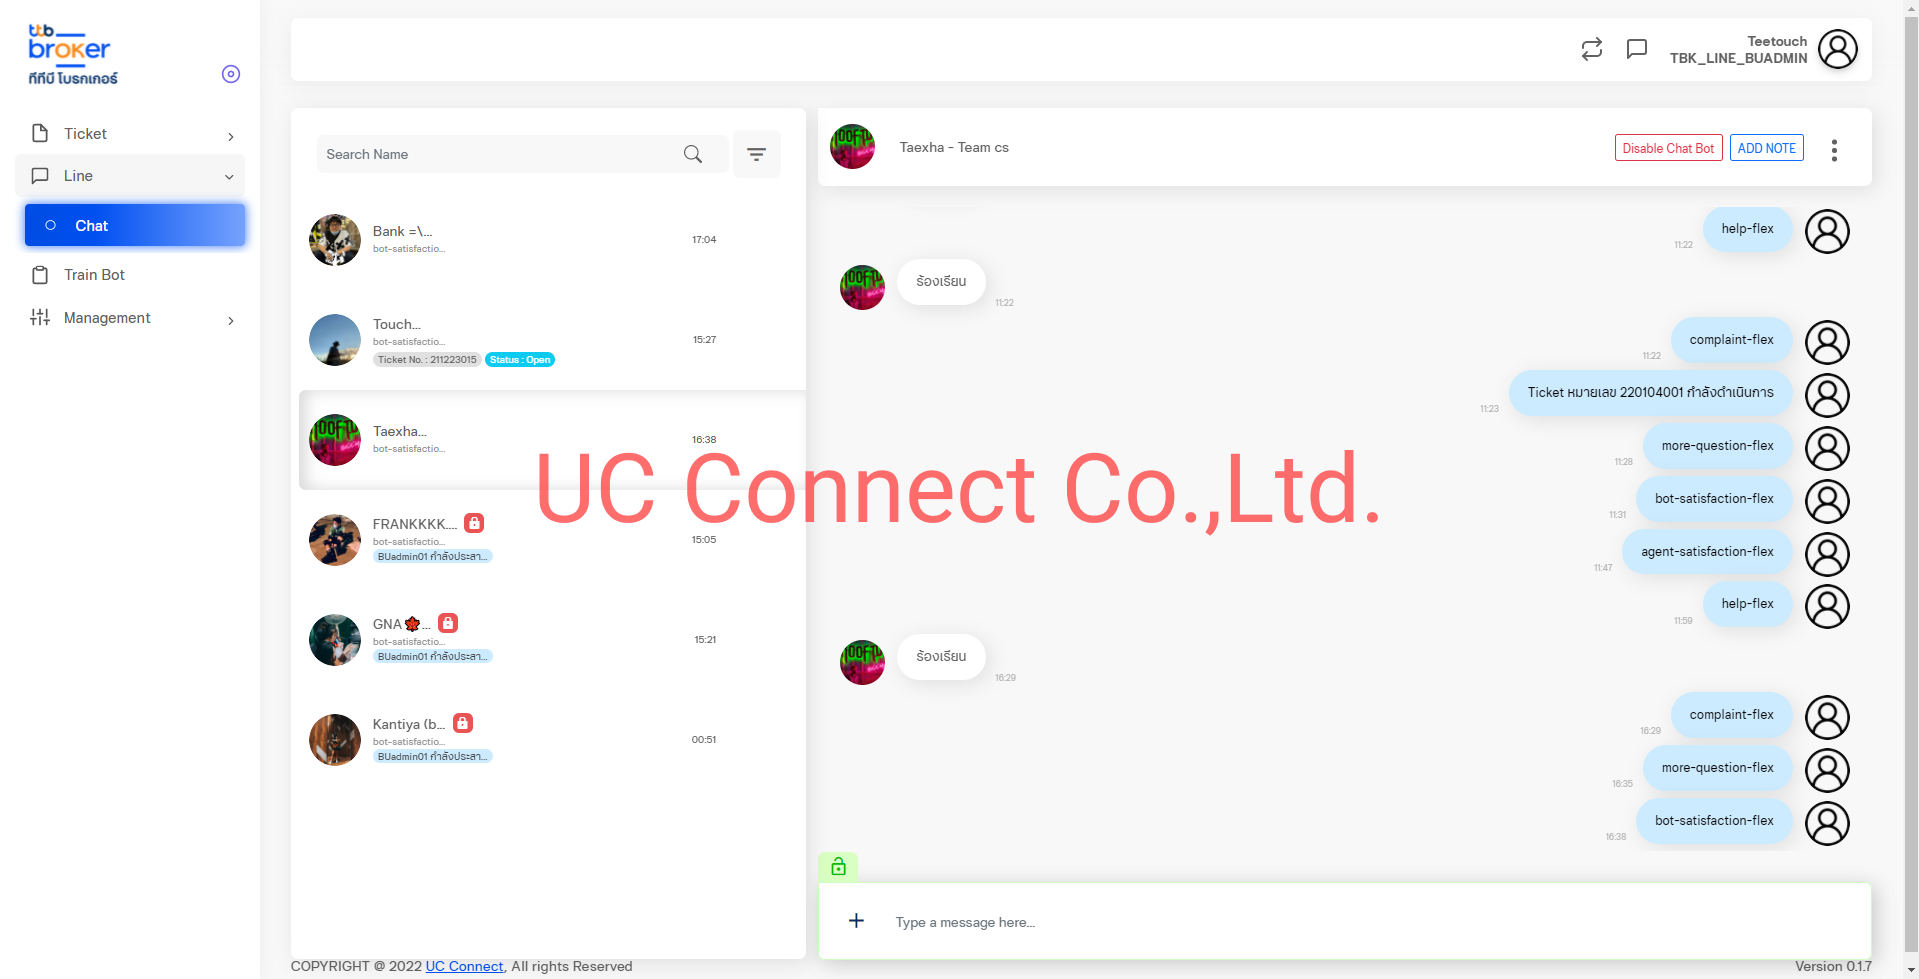 ttb
broker
ทีทีบี โบรกเกอร์
Ticket
Line
Chat
Train Bot
Management
Teetouch
TBK_LINE_BUADMIN
Search Name
Bank =\...
bot-satisfactio...
17:04
Touch...
bot-satisfactio...
Ticket No. : 211223015 Status : Open
15:27
Taexha...
bot-satisfactio...
16:38
FRANKKKK....
bot-satisfactio...
BUadmin01 กำลังประสา...
15:05
GNA🍁...
bot-satisfactio...
BUadmin01 กำลังประสา...
15:21
Kantiya (b...
bot-satisfactio...
BUadmin01 กำลังประสา...
00:51
Taexha - Team cs
Disable Chat Bot
ADD NOTE
help-flex
11:22
ร้องเรียน
11:22
complaint-flex
11:22
Ticket หมายเลข 220104001 กำลังดำเนินการ
11:23
more-question-flex
11:28
bot-satisfaction-flex
11:31
agent-satisfaction-flex
11:47
help-flex
11:59
ร้องเรียน
16:29
complaint-flex
16:29
more-question-flex
16:35
bot-satisfaction-flex
16:38
Type a message here...
UC Connect Co.,Ltd.
COPYRIGHT @ 2022 UC Connect, All rights Reserved
Version 0.1.7